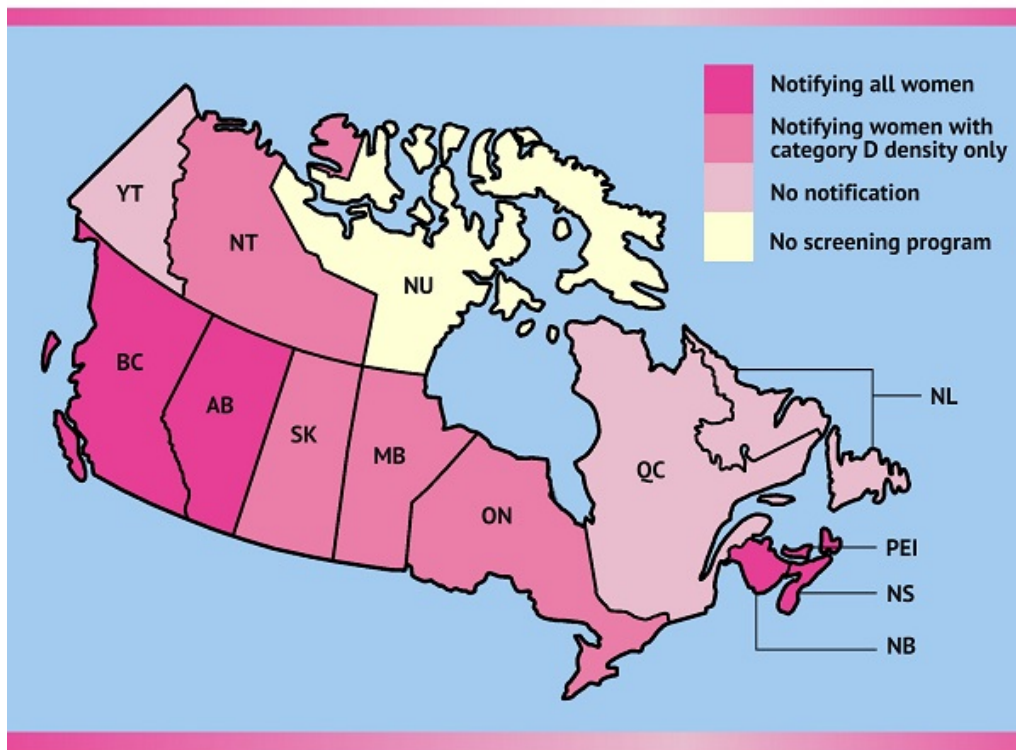 Notifying all women
Notifying women with
category D density only
No notification
No screening program
YT
NT
NU
BC
AB
SK
MB
ON
QC
NL
PEI
NS
NB